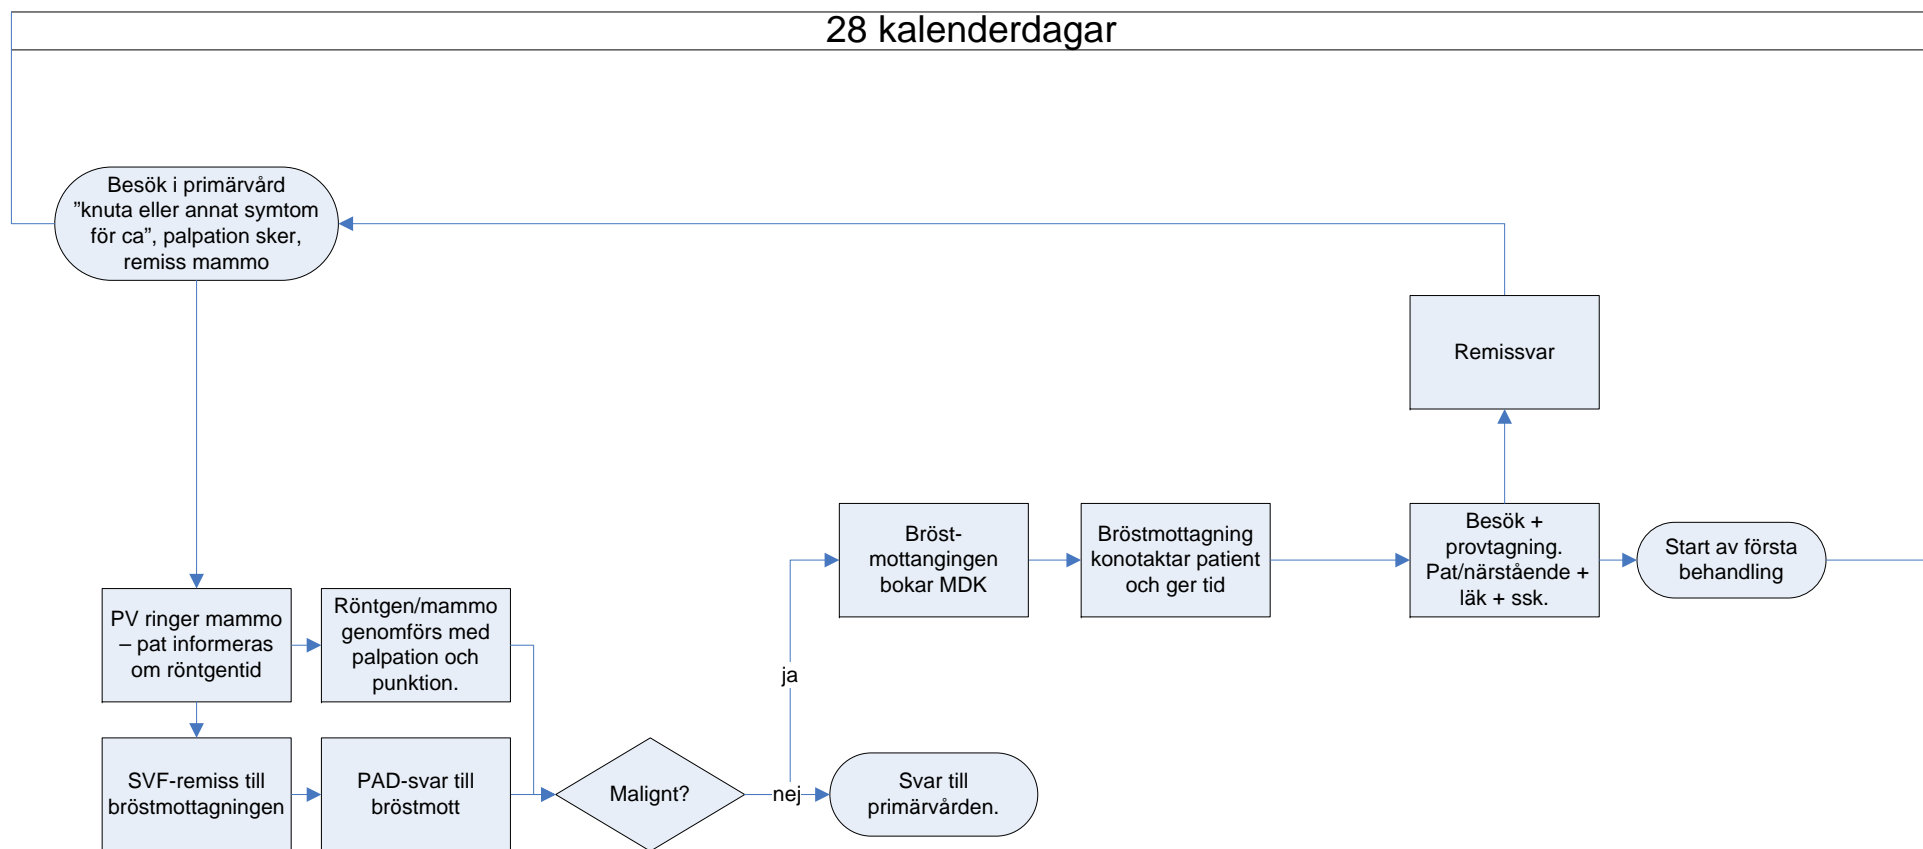 28 kalenderdagar
Besök i primärvård
”knuta eller annat symtom
för ca”, palpation sker,
remiss mammo
Remissvar
Bröst-
mottangingen
bokar MDK
Bröstmottagning
konotaktar patient
och ger tid
Besök +
provtagning.
Pat/närstående +
läk + ssk.
Start av första
behandling
PV ringer mammo
– pat informeras
om röntgentid
Röntgen/mammo
genomförs med
palpation och
punktion.
ja
SVF-remiss till
bröstmottagningen
PAD-svar till
bröstmott
Malignt?
nej
Svar till
primärvården.